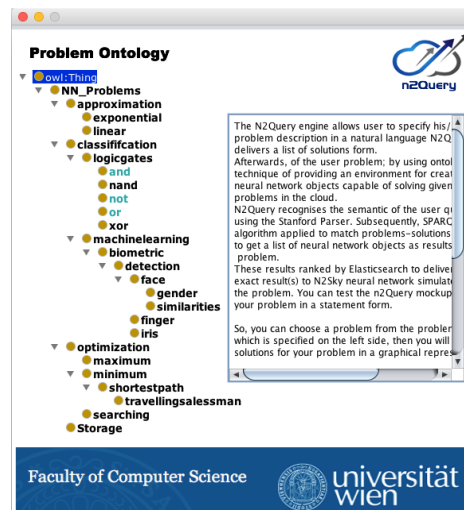 Problem Ontology
n2Query
owl:Thing
NN_Problems
approximation
exponential
linear
classififcation
logicgates
and
nand
not
or
xor
machinelearning
biometric
detection
face
gender
similarities
finger
iris
optimization
maximum
minimum
shortestpath
travellingsalessman
searching
Storage
The N2Query engine allows user to specify his/
problem description in a natural language N2Q
delivers a list of solutions form.
Afterwards, of the user problem; by using ontol
technique of providing an environment for creat
neural network objects capable of solving given
problems in the cloud.
N2Query recognises the semantic of the user qu
using the Stanford Parser. Subsequently, SPARQ
algorithm applied to match problems-solutions
to get a list of neural network objects as results
problem.
These results ranked by Elasticsearch to deliver
exact result(s) to N2Sky neural network simulato
the problem. You can test the n2Query mockup
your problem in a statement form.
So, you can choose a problem from the probler
which is specified on the left side, then you will
solutions for your problem in a graphical repres
Faculty of Computer Science
universität
wien